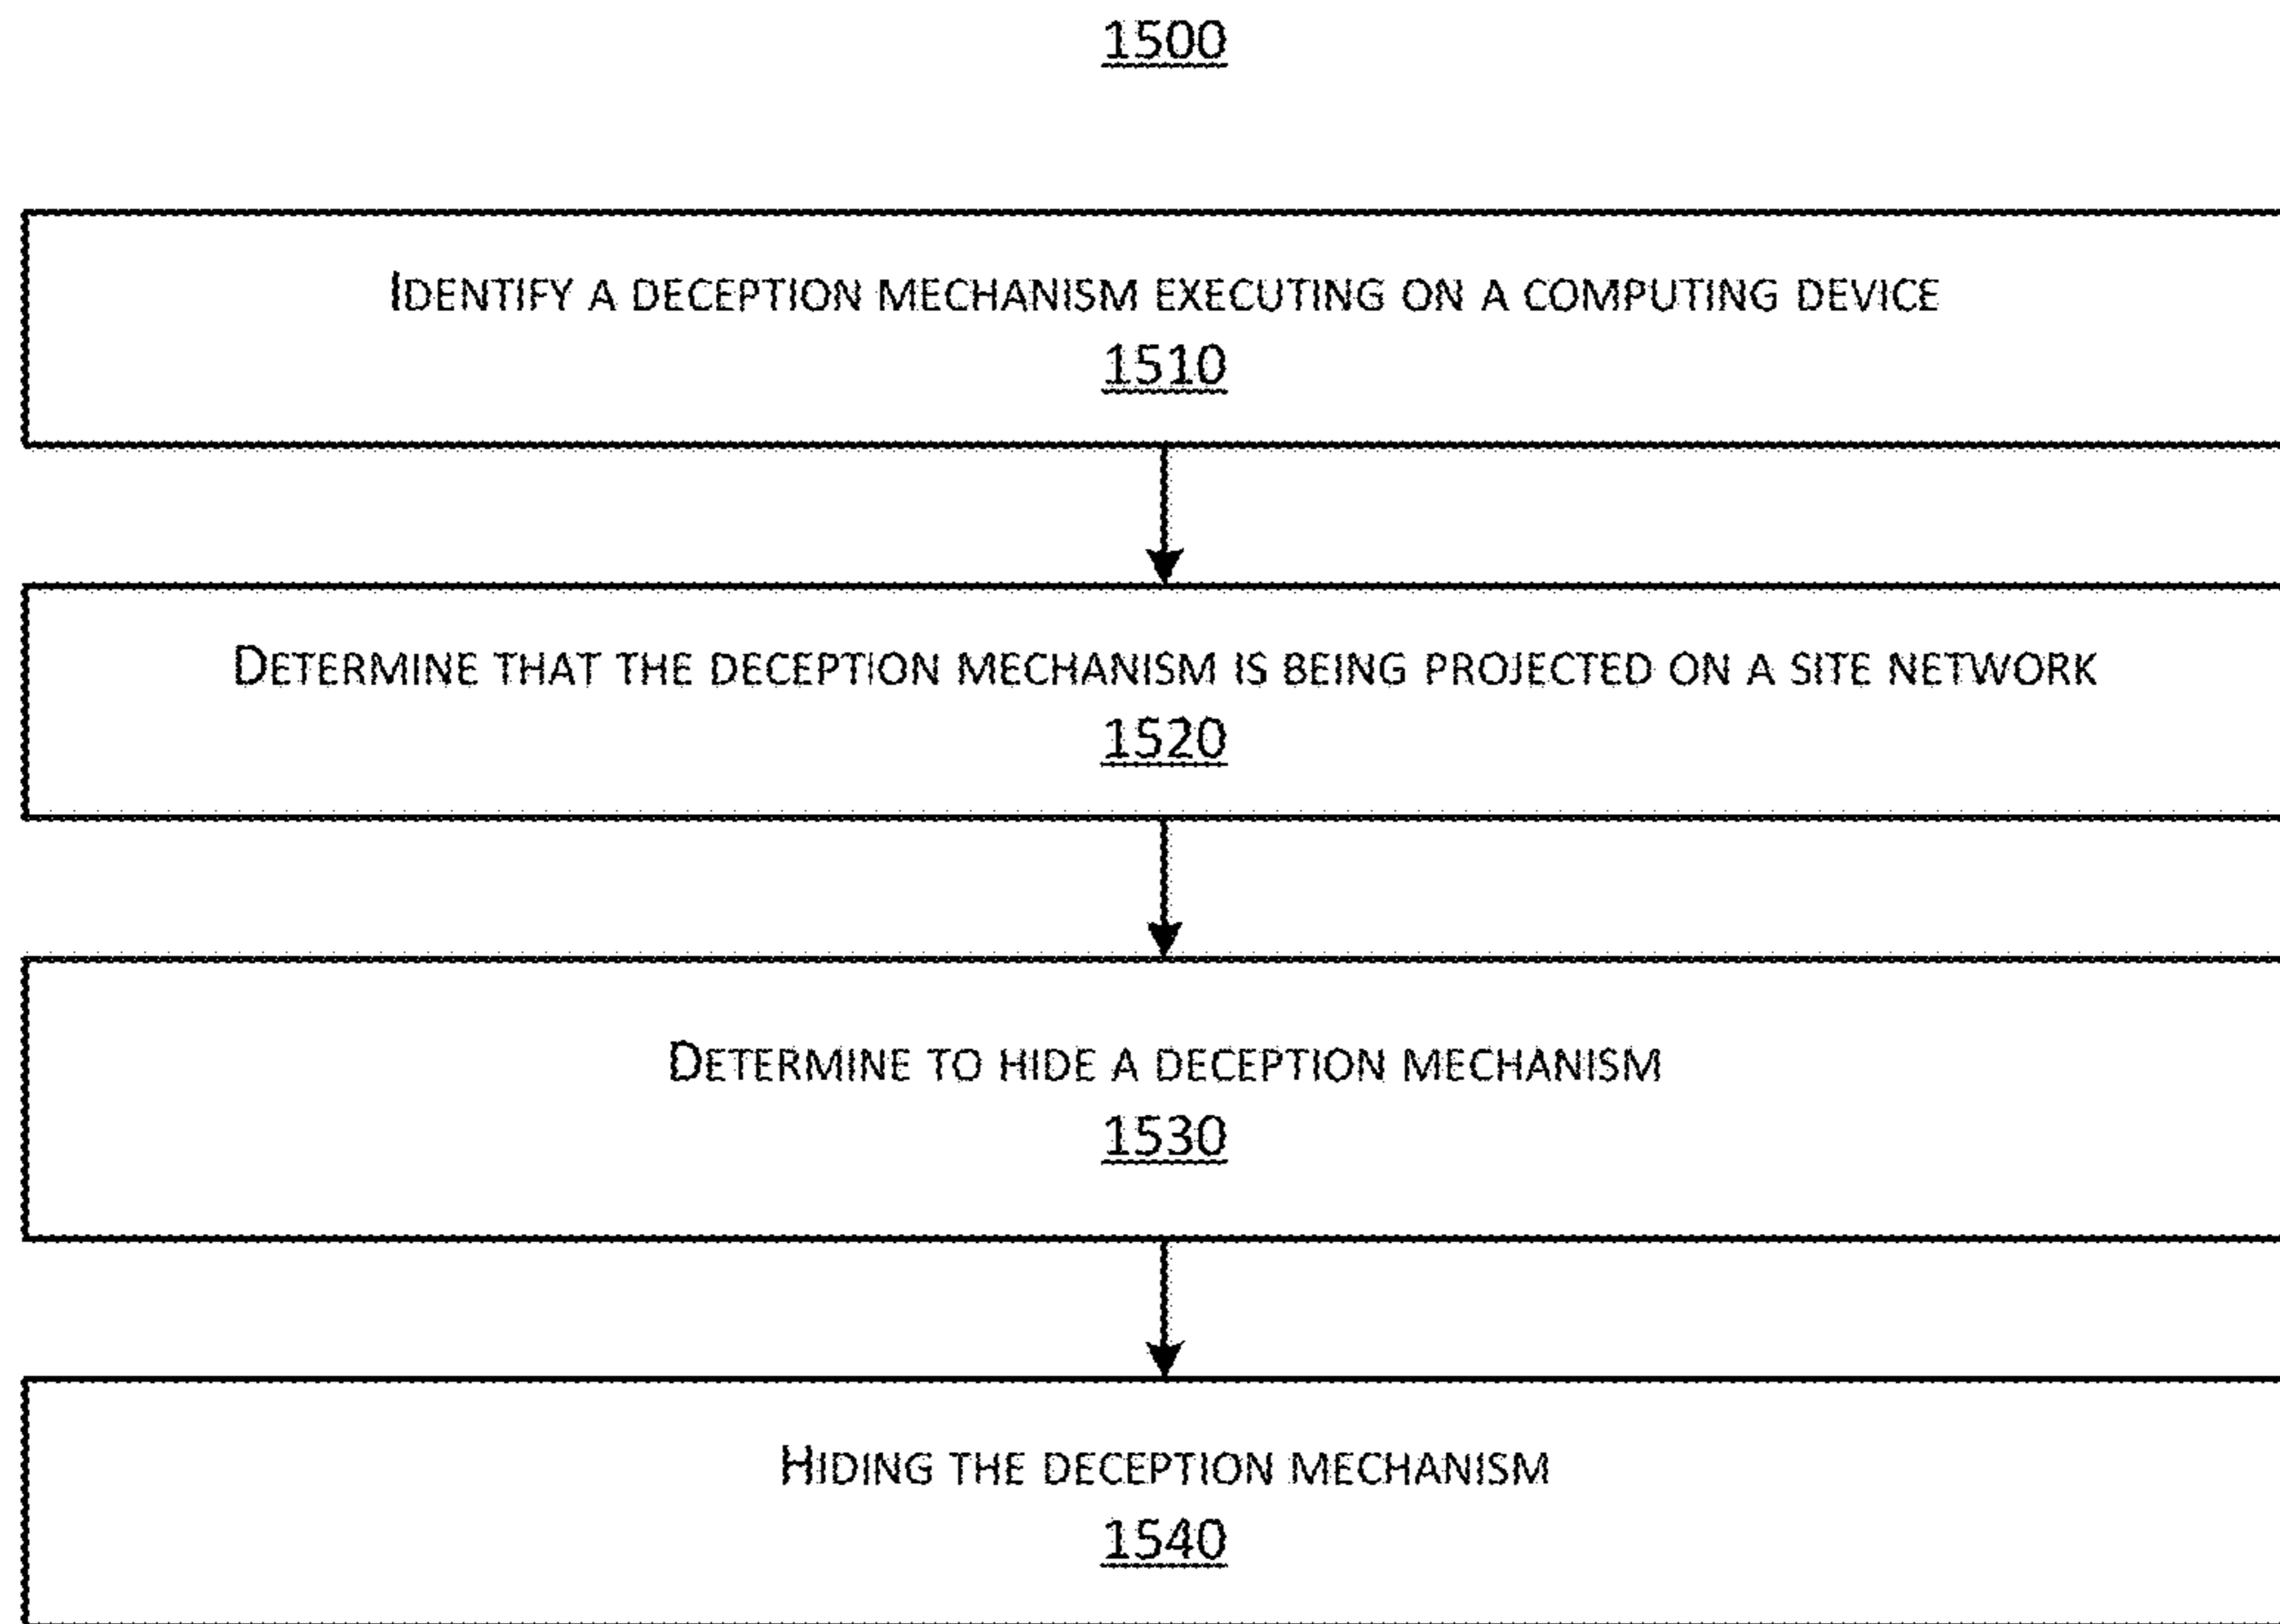 1500
Identify a deception mechanism executing on a computing device
1510
Determine that the deception mechanism is being projected on a site network
1520
Determine to hide a deception mechanism
1530
Hiding the deception mechanism
1540